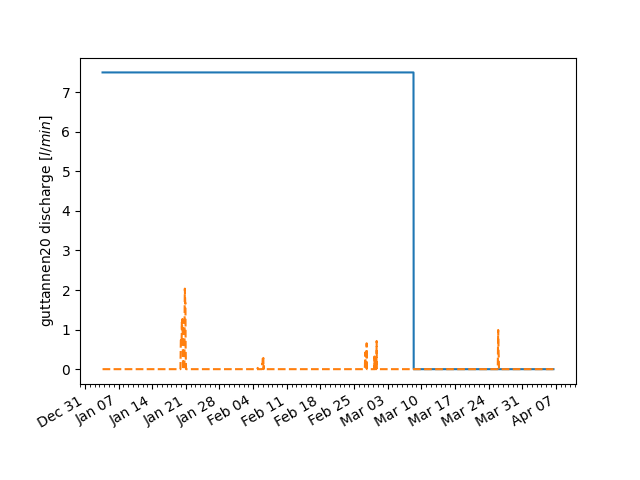 guttannen20 discharge [l/min]
7
6
5
4
3
2
1
0
Dec 31
Jan 07
Jan 14
Jan 21
Jan 28
Feb 04
Feb 11
Feb 18
Feb 25
Mar 03
Mar 10
Mar 17
Mar 24
Mar 31
Apr 07